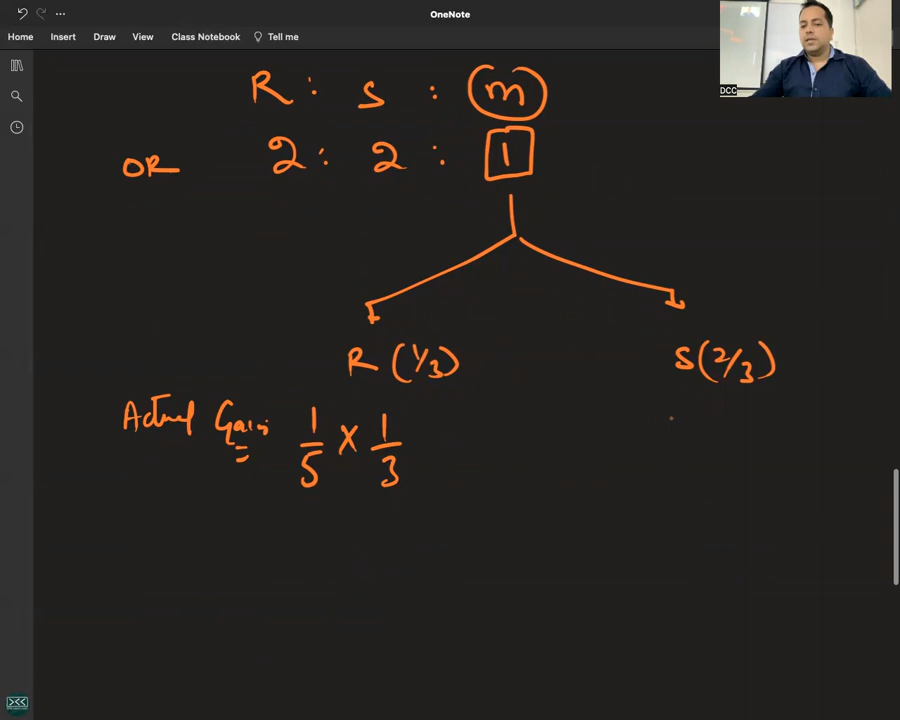 OneNote
Home Insert Draw View Class Notebook Tell me
DCC
R : S : m
OR 2 : 2 : 1
R (1/3) S (2/3)
Actual Gain 1/5 × 1/3